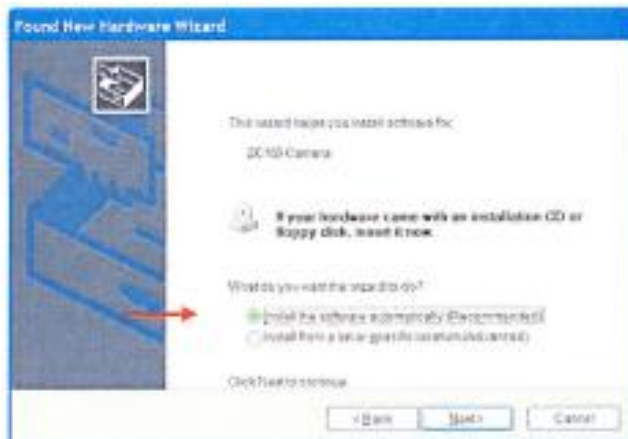 Found New Hardware Wizard
This wizard helps you install software for:
Camera
If your hardware came with an installation CD or
floppy disk, insert it now.
What do you want the wizard to do?
Install the software automatically (Recommended)
Install from a list or specific location (Advanced)
Click Next to continue.
< Back
Next >
Cancel